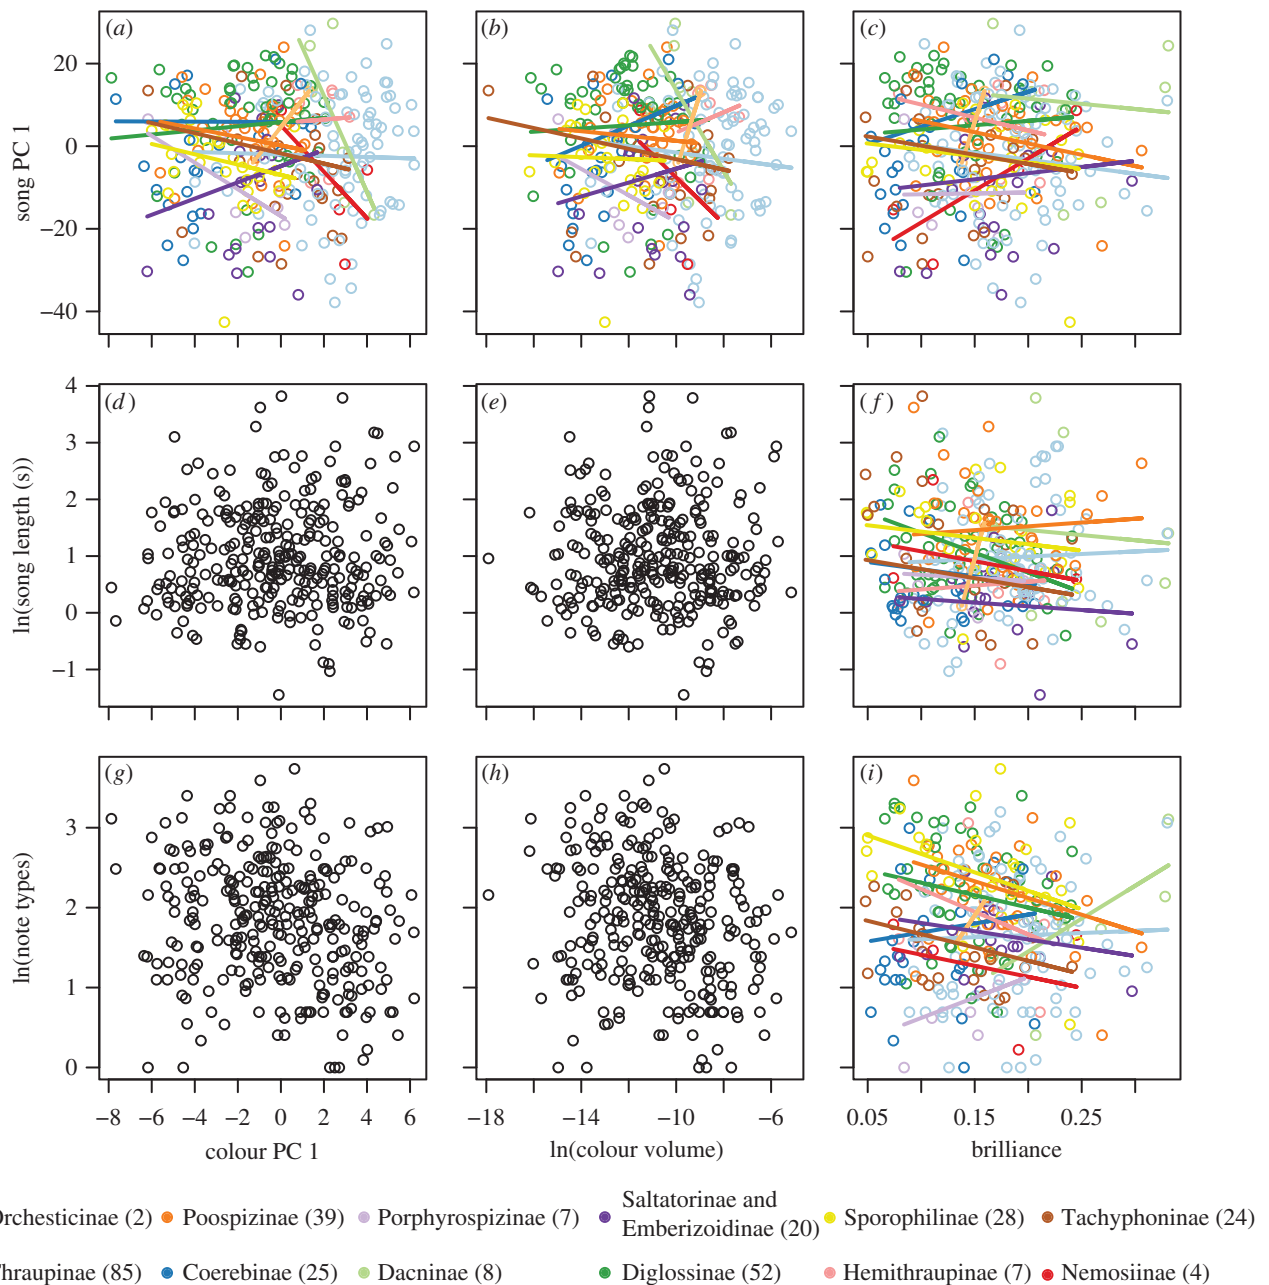 (a) (b) (c)
song PC 1
20
0
−20
−40
(d) (e) (f)
ln(song length (s))
4
3
2
1
0
−1
(g) (h) (i)
ln(note types)
3
2
1
0
−8 −6 −4 −2 0 2 4 6
−18 −14 −10 −6
0.05 0.15 0.25
colour PC 1
ln(colour volume)
brilliance
(2) Poospizinae (39) Porphyrospizinae (7) Saltatorinae and
Emberizoidinae (20) Sporophilinae (28) Tachyphoninae (24)
hraupinae (85) Coerebinae (25) Dacninae (8) Diglossinae (52) Hemithraupinae (7) Nemosiinae (4)